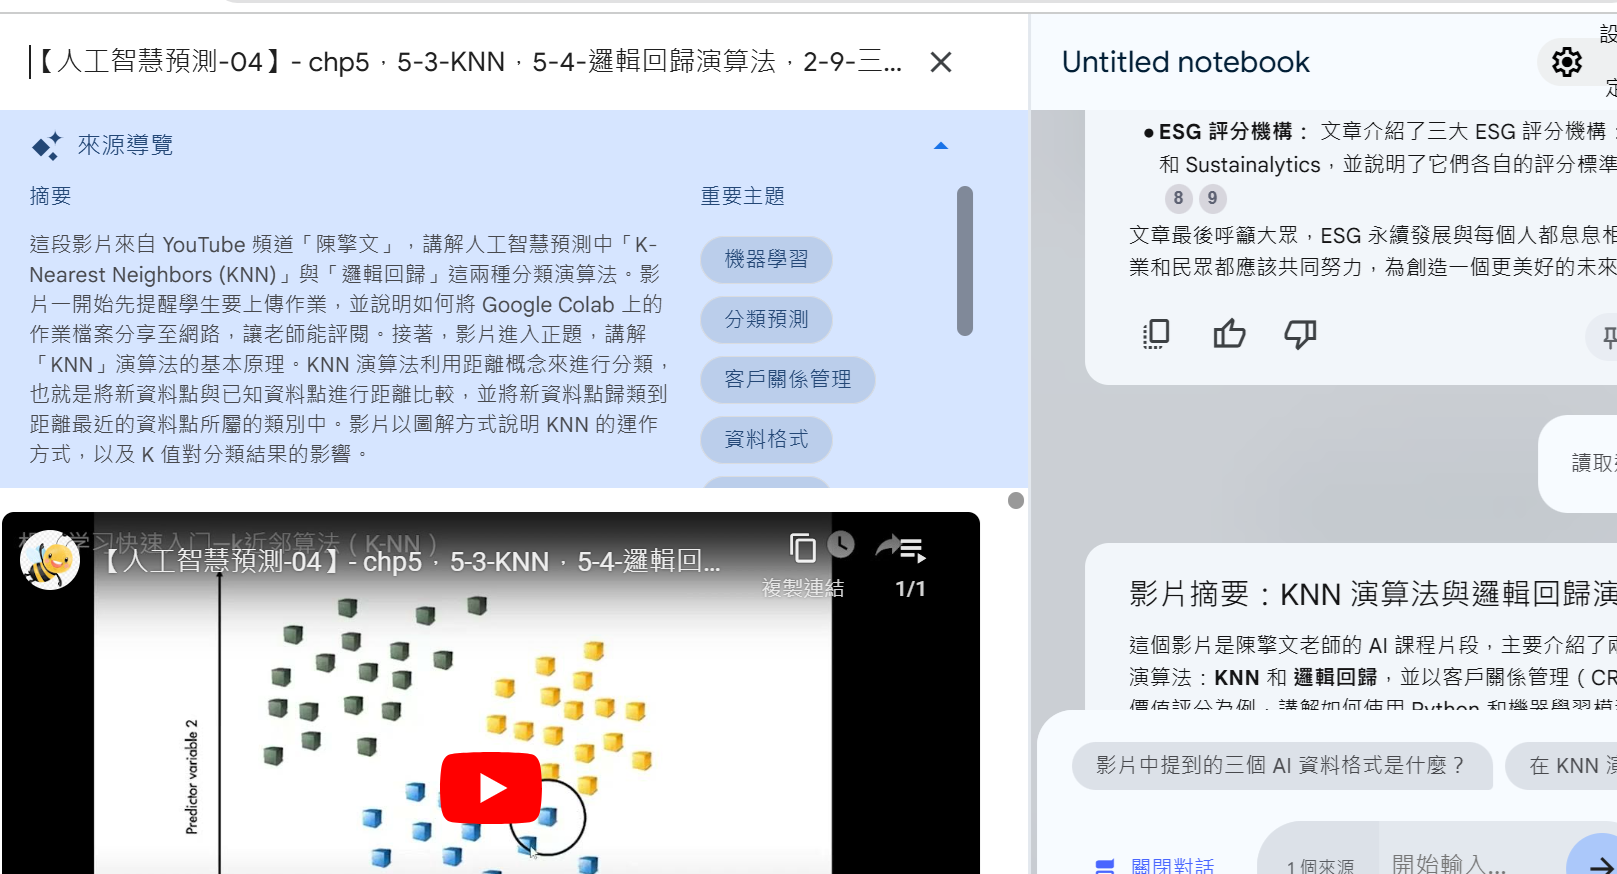 【人工智慧預測-04】- chp5，5-3-KNN，5-4-邏輯回歸演算法，2-9-三...
來源導覽
摘要
這段影片來自 YouTube 頻道「陳擎文」，講解人工智慧預測中「K-
Nearest Neighbors (KNN)」與「邏輯回歸」這兩種分類演算法。影
片一開始先提醒學生要上傳作業，並說明如何將 Google Colab 上的
作業檔案分享至網路，讓老師能評閱。接著，影片進入正題，講解
「KNN」演算法的基本原理。KNN 演算法利用距離概念來進行分類，
也就是將新資料點與已知資料點進行距離比較，並將新資料點歸類到
距離最近的資料點所屬的類別中。影片以圖解方式說明 KNN 的運作
方式，以及 K 值對分類結果的影響。
重要主題
機器學習
分類預測
客戶關係管理
資料格式
学习快速入门—k近邻算法（K-NN）
【人工智慧預測-04】- chp5，5-3-KNN，5-4-邏輯回...
複製連結
1/1
Predictor variable 2
Untitled notebook
設
定
ESG 評分機構： 文章介紹了三大 ESG 評分機構：
和 Sustainalytics，並說明了它們各自的評分標準
8 9
文章最後呼籲大眾，ESG 永續發展與每個人都息息相
業和民眾都應該共同努力，為創造一個更美好的未來
讀取
影片摘要：KNN 演算法與邏輯回歸演
這個影片是陳擎文老師的 AI 課程片段，主要介紹了兩
演算法：KNN 和 邏輯回歸，並以客戶關係管理（CR
價值評分為例，講解如何使用 Python 和機器學習模
影片中提到的三個 AI 資料格式是什麼？
在 KNN 演
關閉對話
1 個來源
開始輸入...